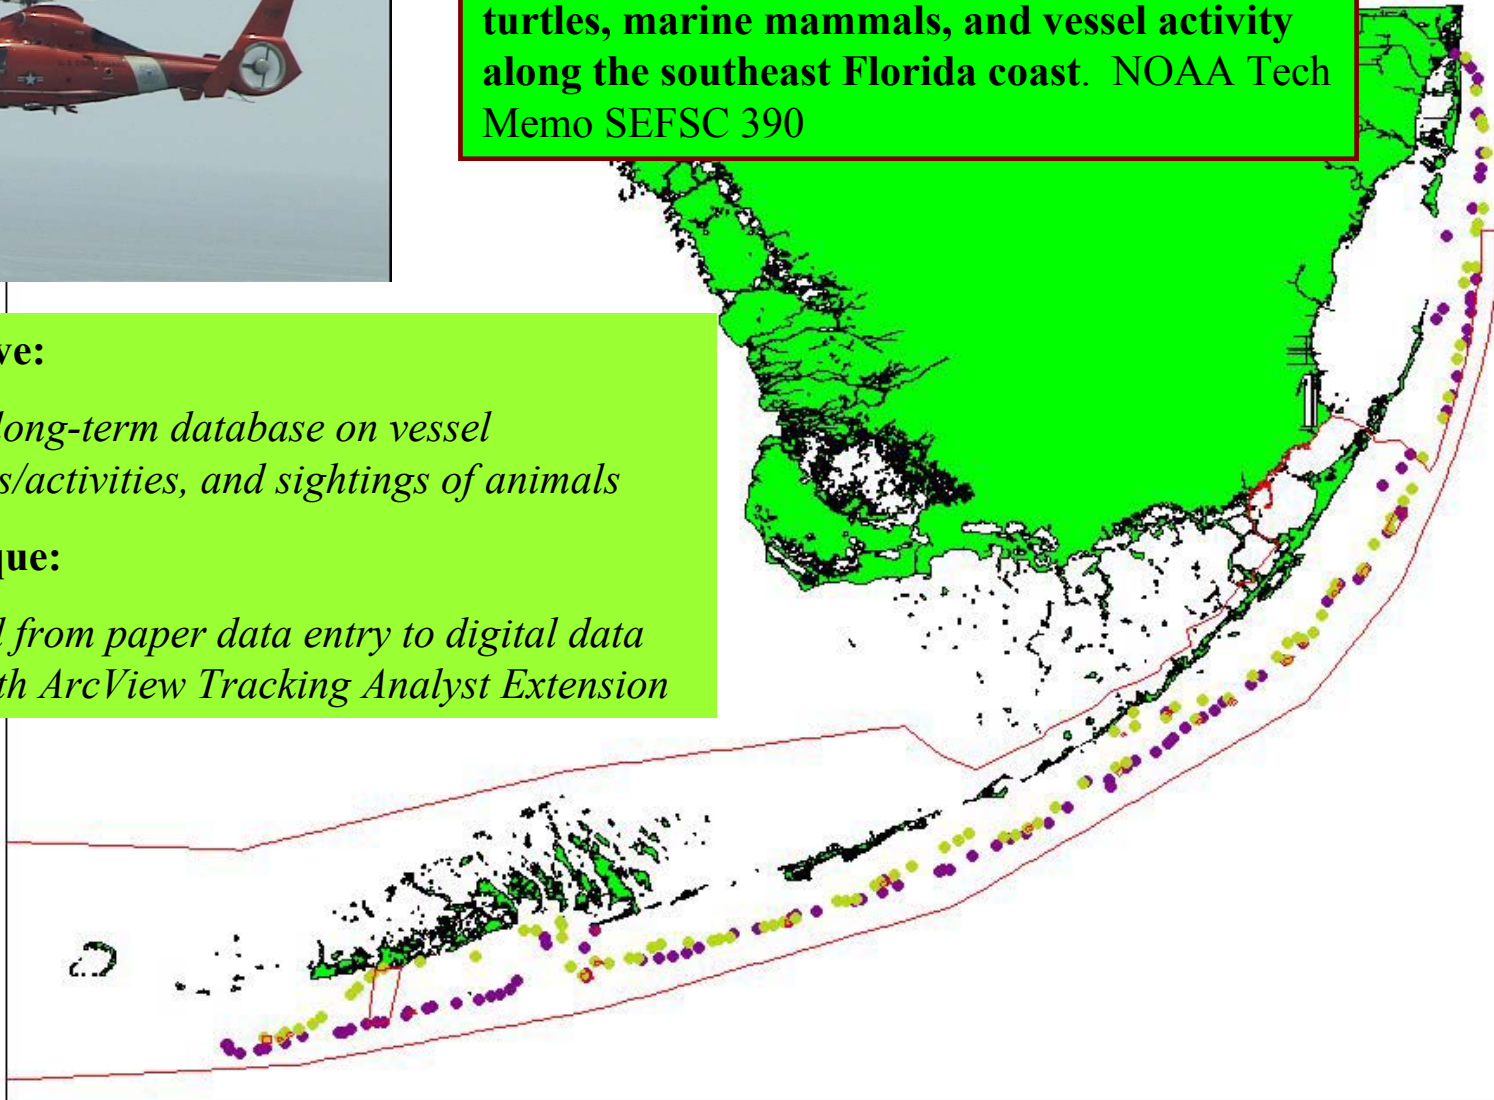 turtles, marine mammals, and vessel activity
along the southeast Florida coast. NOAA Tech
Memo SEFSC 390
ve:
long-term database on vessel
s/activities, and sightings of animals
que:
l from paper data entry to digital data
th ArcView Tracking Analyst Extension